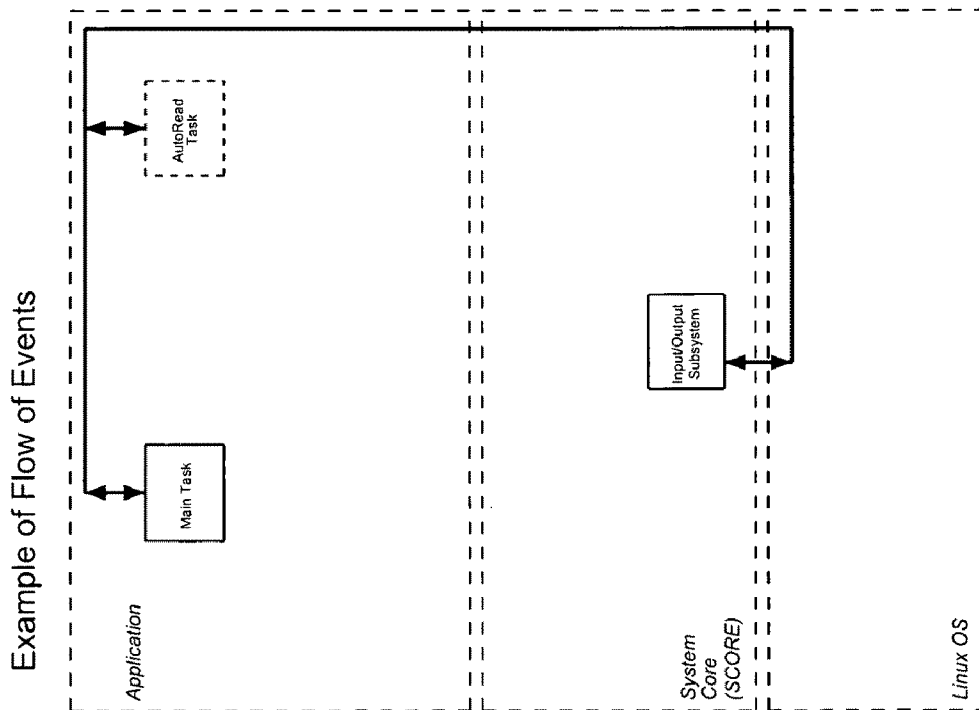 Example of Flow of Events
Application
Main Task
AutoRead
Task
System
Core
(SCORE)
Input/Output
Subsystem
Linux OS